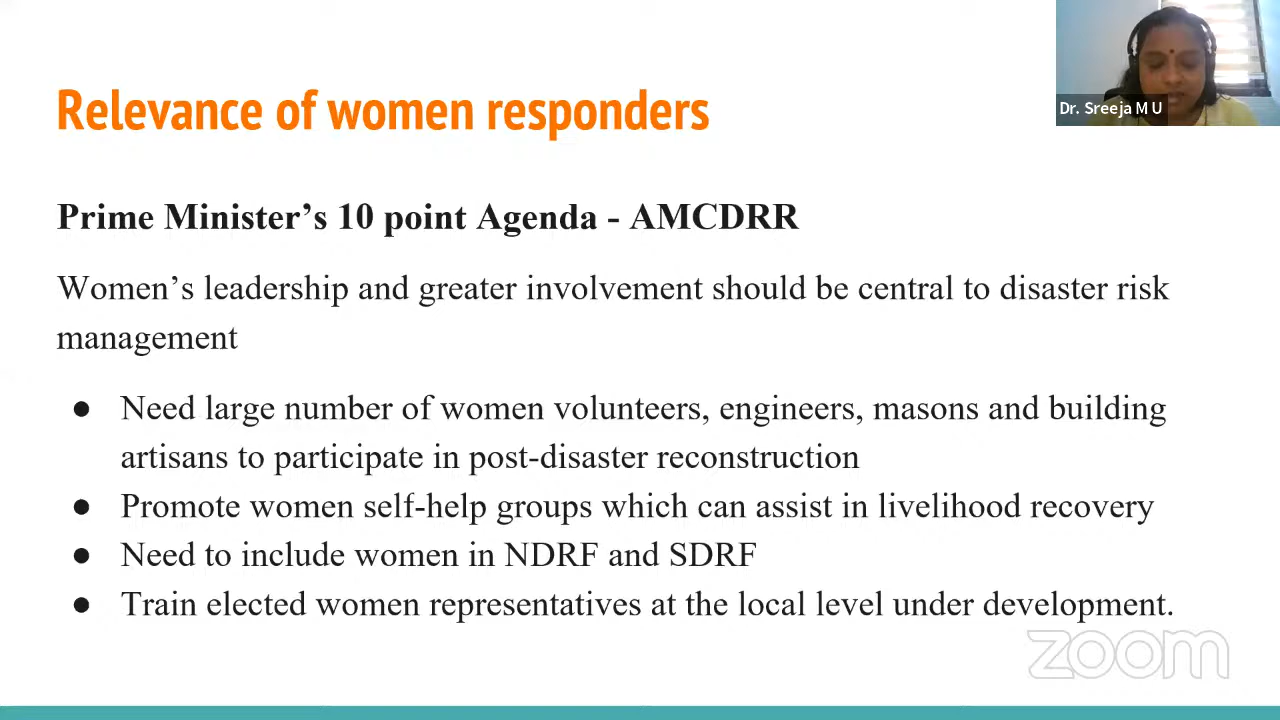 Relevance of women responders
Dr. Sreeja M U
Prime Minister's 10 point Agenda - AMCDRR
Women's leadership and greater involvement should be central to disaster risk
management
● Need large number of women volunteers, engineers, masons and building
artisans to participate in post-disaster reconstruction
● Promote women self-help groups which can assist in livelihood recovery
● Need to include women in NDRF and SDRF
● Train elected women representatives at the local level under development.
zoom